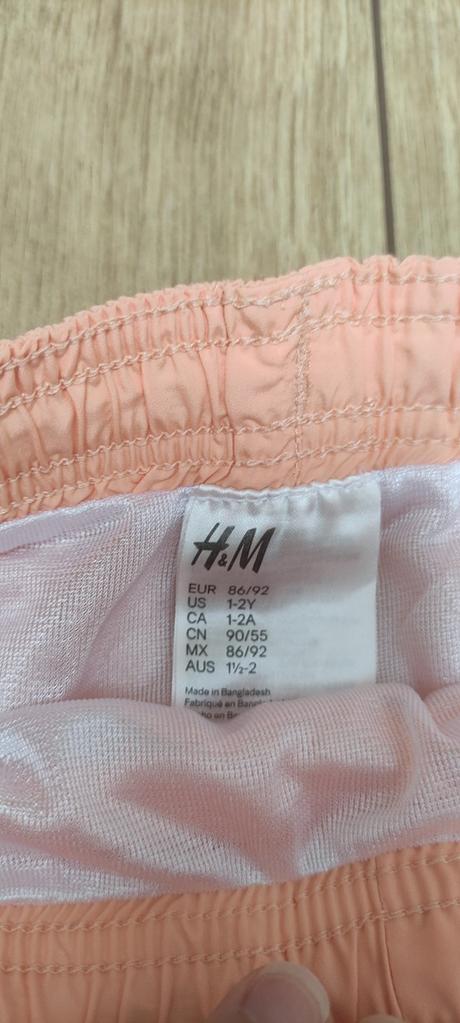 H&M
EUR 86/92
US 1-2Y
CA 1-2A
CN 90/55
MX 86/92
AUS 1½-2
Made in Bangladesh
Fabriqué en
en